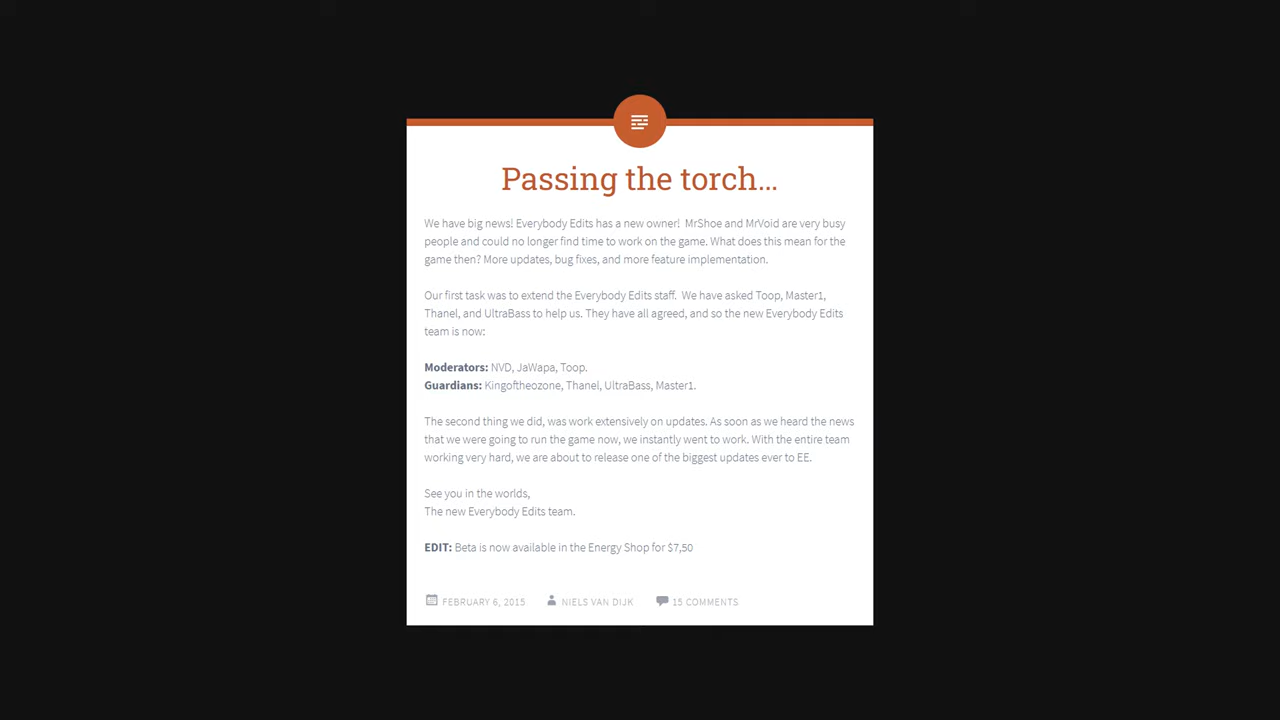 Passing the torch...
We have big news! Everybody Edits has a new owner!  MrShoe and MrVoid are very busy
people and could no longer find time to work on the game. What does this mean for the
game then? More updates, bug fixes, and more feature implementation.
Our first task was to extend the Everybody Edits staff.  We have asked Toop, Master1,
Thanel, and UltraBass to help us. They have all agreed, and so the new Everybody Edits
team is now:
Moderators: NVD, JaWapa, Toop.
Guardians: Kingoftheozone, Thanel, UltraBass, Master1.
The second thing we did, was work extensively on updates. As soon as we heard the news
that we were going to run the game now, we instantly went to work. With the entire team
working very hard, we are about to release one of the biggest updates ever to EE.
See you in the worlds,
The new Everybody Edits team.
EDIT: Beta is now available in the Energy Shop for $7,50
FEBRUARY 6, 2015 NIELS VAN DIJK 15 COMMENTS